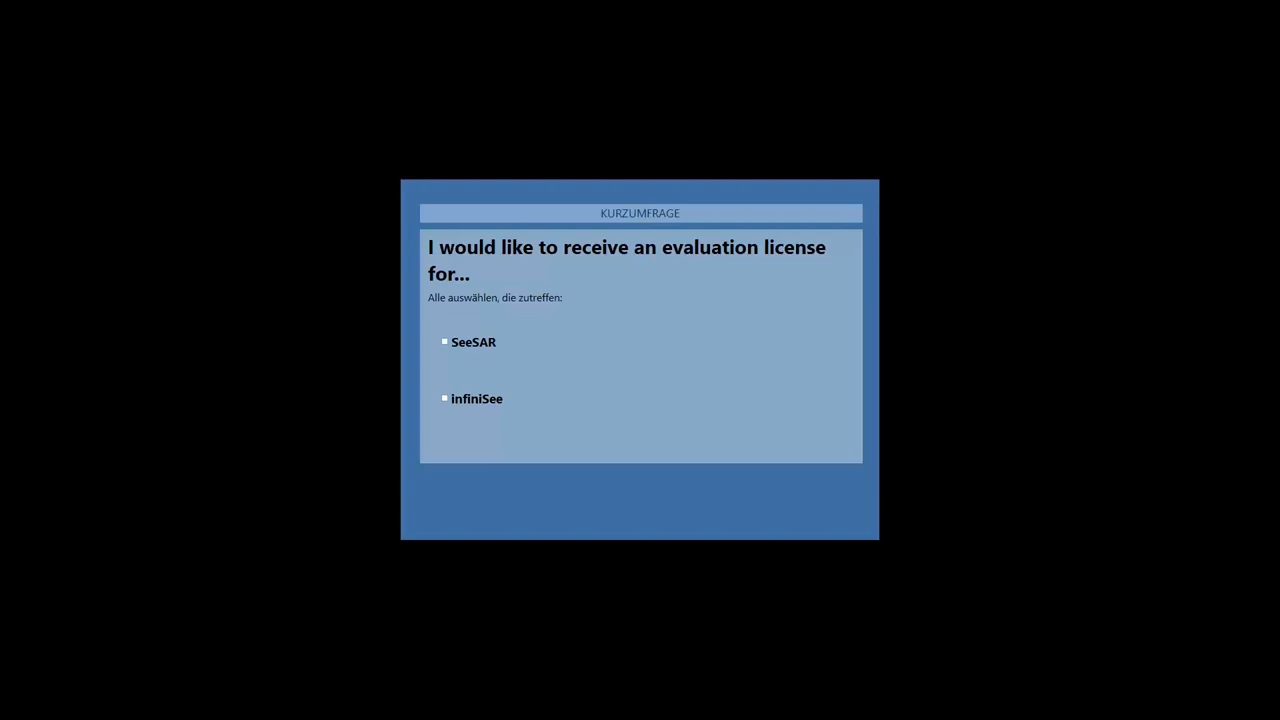 KURZUMFRAGE
I would like to receive an evaluation license
for...
Alle auswählen, die zutreffen:
SeeSAR
infiniSee